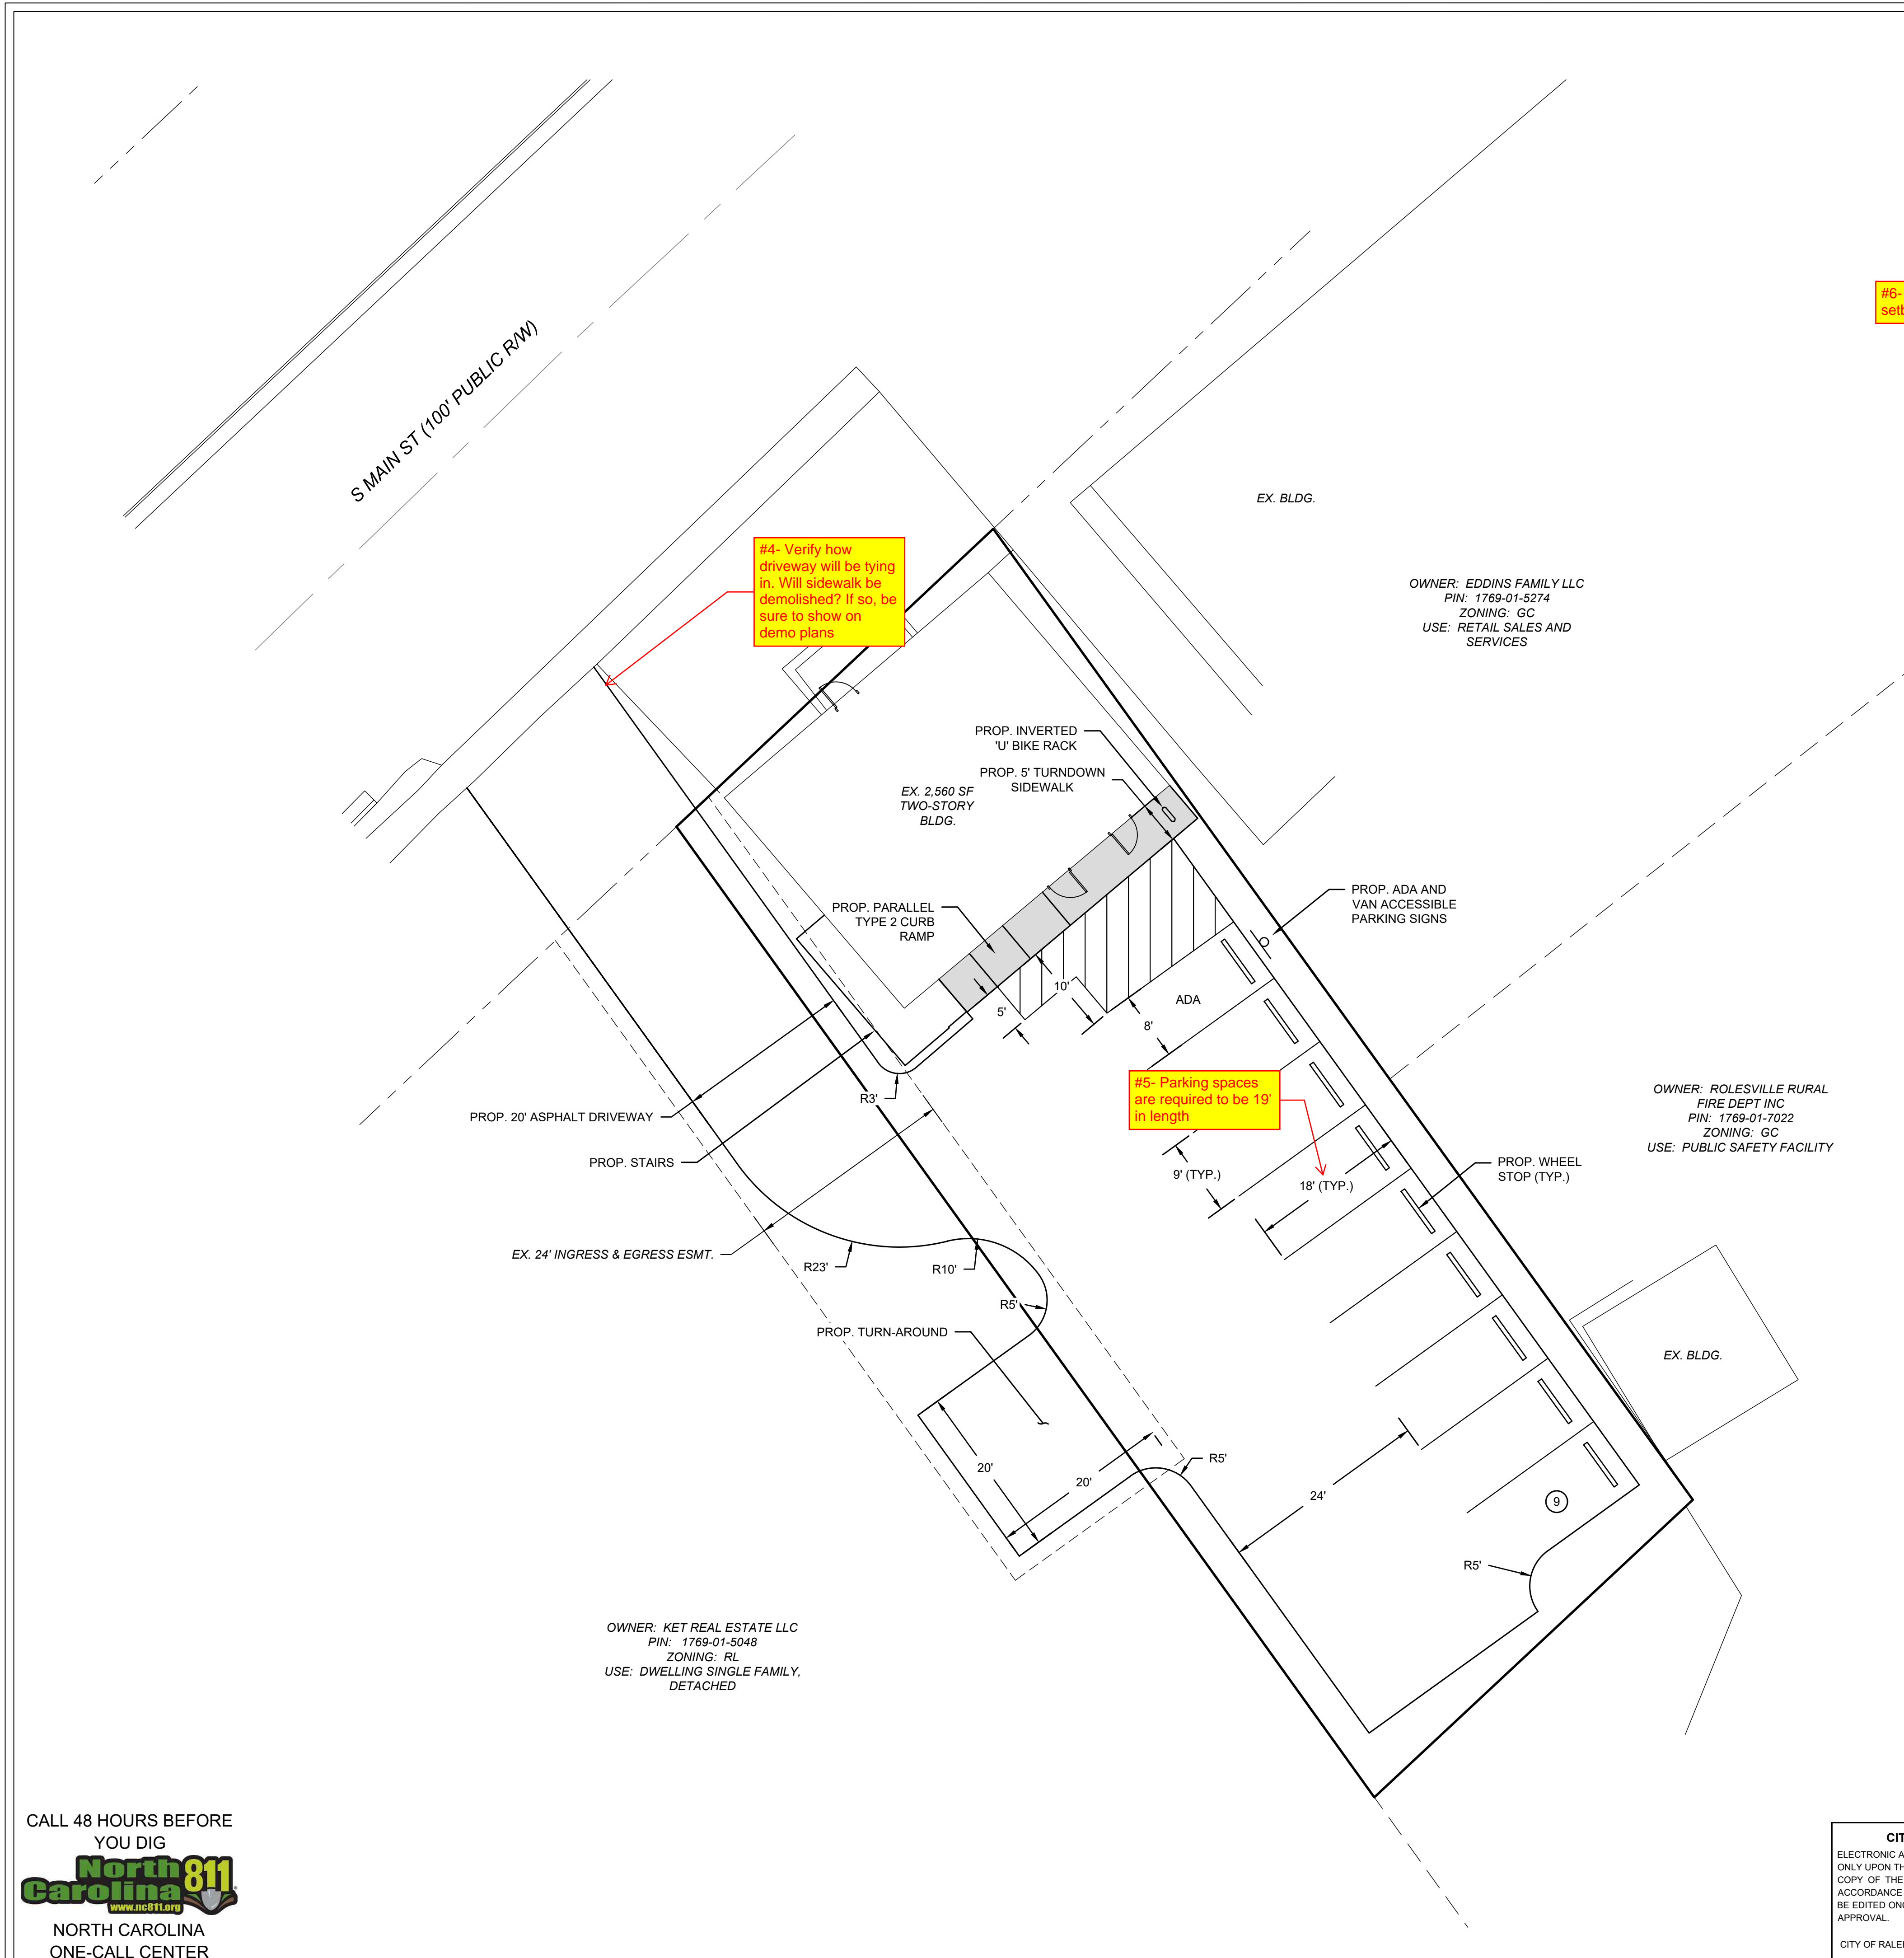 S MAIN ST (100' PUBLIC R/W)
#6-
EX. BLDG.
#4- Verify how
driveway will be tying
in. Will sidewalk be
demolished? If so, be
sure to show on
demo plans
OWNER: EDDINS FAMILY LLC
PIN: 1769-01-5274
ZONING: GC
USE: RETAIL SALES AND
SERVICES
PROP. INVERTED
'U' BIKE RACK
PROP. 5' TURNDOWN
SIDEWALK
EX. 2,560 SF
TWO-STORY
BLDG.
PROP. PARALLEL
TYPE 2 CURB
RAMP
PROP. ADA AND
VAN ACCESSIBLE
PARKING SIGNS
10'
5'
ADA
8'
#5- Parking spaces
are required to be 19'
in length
R3'
PROP. 20' ASPHALT DRIVEWAY
PROP. STAIRS
OWNER: ROLESVILLE RURAL
FIRE DEPT INC
PIN: 1769-01-7022
ZONING: GC
USE: PUBLIC SAFETY FACILITY
9' (TYP.)
18' (TYP.)
PROP. WHEEL
STOP (TYP.)
EX. 24' INGRESS & EGRESS ESMT.
R23'
R10'
R5'
PROP. TURN-AROUND
EX. BLDG.
20'
20'
R5'
24'
9
R5'
OWNER: KET REAL ESTATE LLC
PIN: 1769-01-5048
ZONING: RL
USE: DWELLING SINGLE FAMILY,
DETACHED
CALL 48 HOURS BEFORE
YOU DIG
North
Carolina 811
www.nc811.org
NORTH CAROLINA
ONE-CALL CENTER
ELECTRONIC
ONLY UPON
COPY OF THE
ACCORDANCE
BE EDITED
APPROVAL.
CITY OF